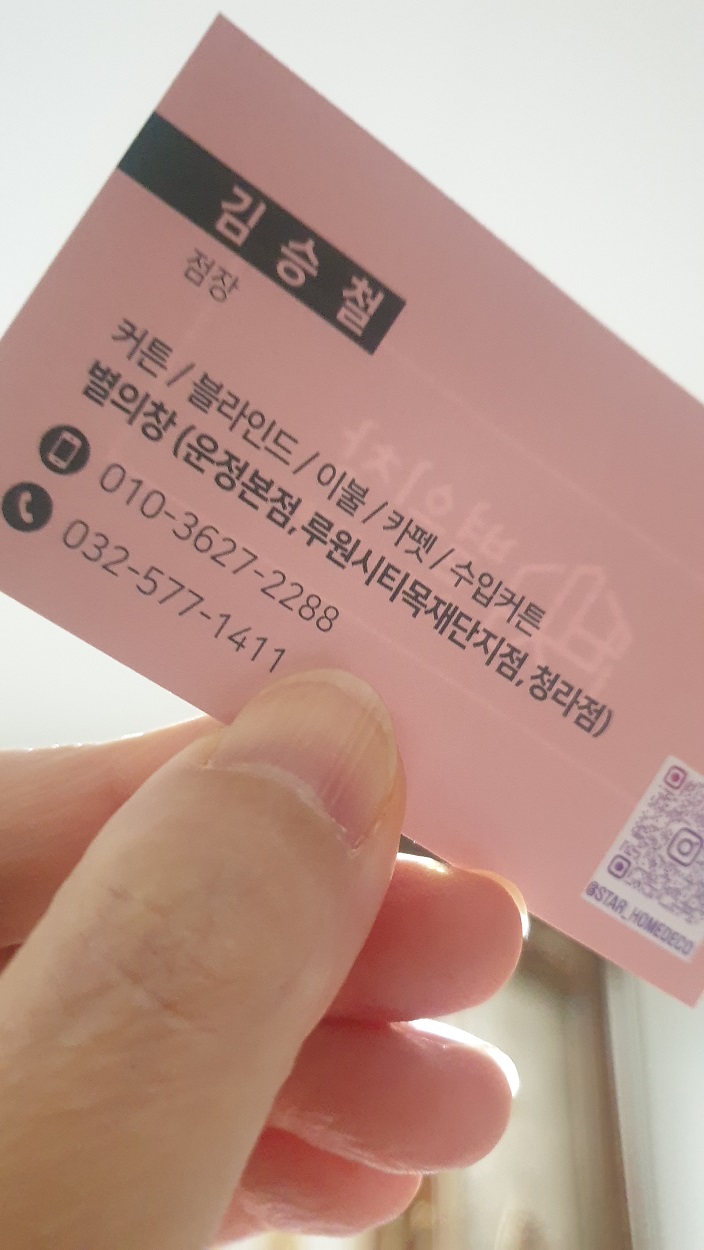 김승철
점장
커튼 / 블라인드 / 이불 / 카펫 / 수입커튼
별의창 (운정본점, 루원시티목재단지점, 청라점)
010-3627-2288
032-577-1411
@STAR_HOMEDECO